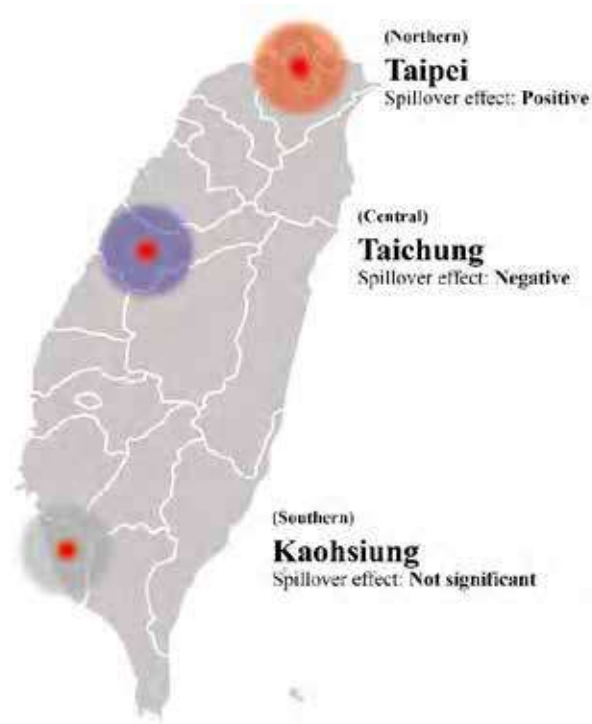 (Northern)
Taipei
Spillover effect: Positive
(Central)
Taichung
Spillover effect: Negative
(Southern)
Kaohsiung
Spillover effect: Not significant